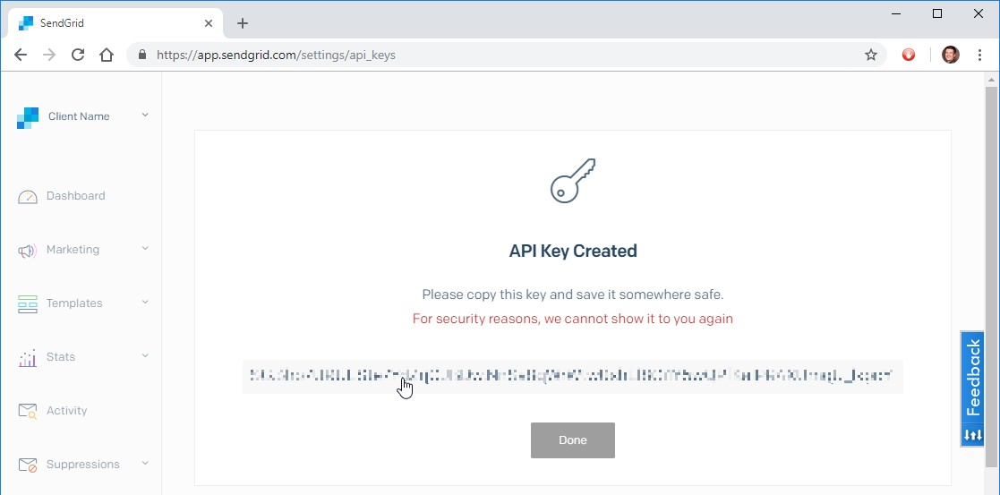 SendGrid
https://app.sendgrid.com/settings/api_keys
Client Name
Dashboard
Marketing
Templates
Stats
Activity
Suppressions
API Key Created
Please copy this key and save it somewhere safe.
For security reasons, we cannot show it to you again
Done
Feedback